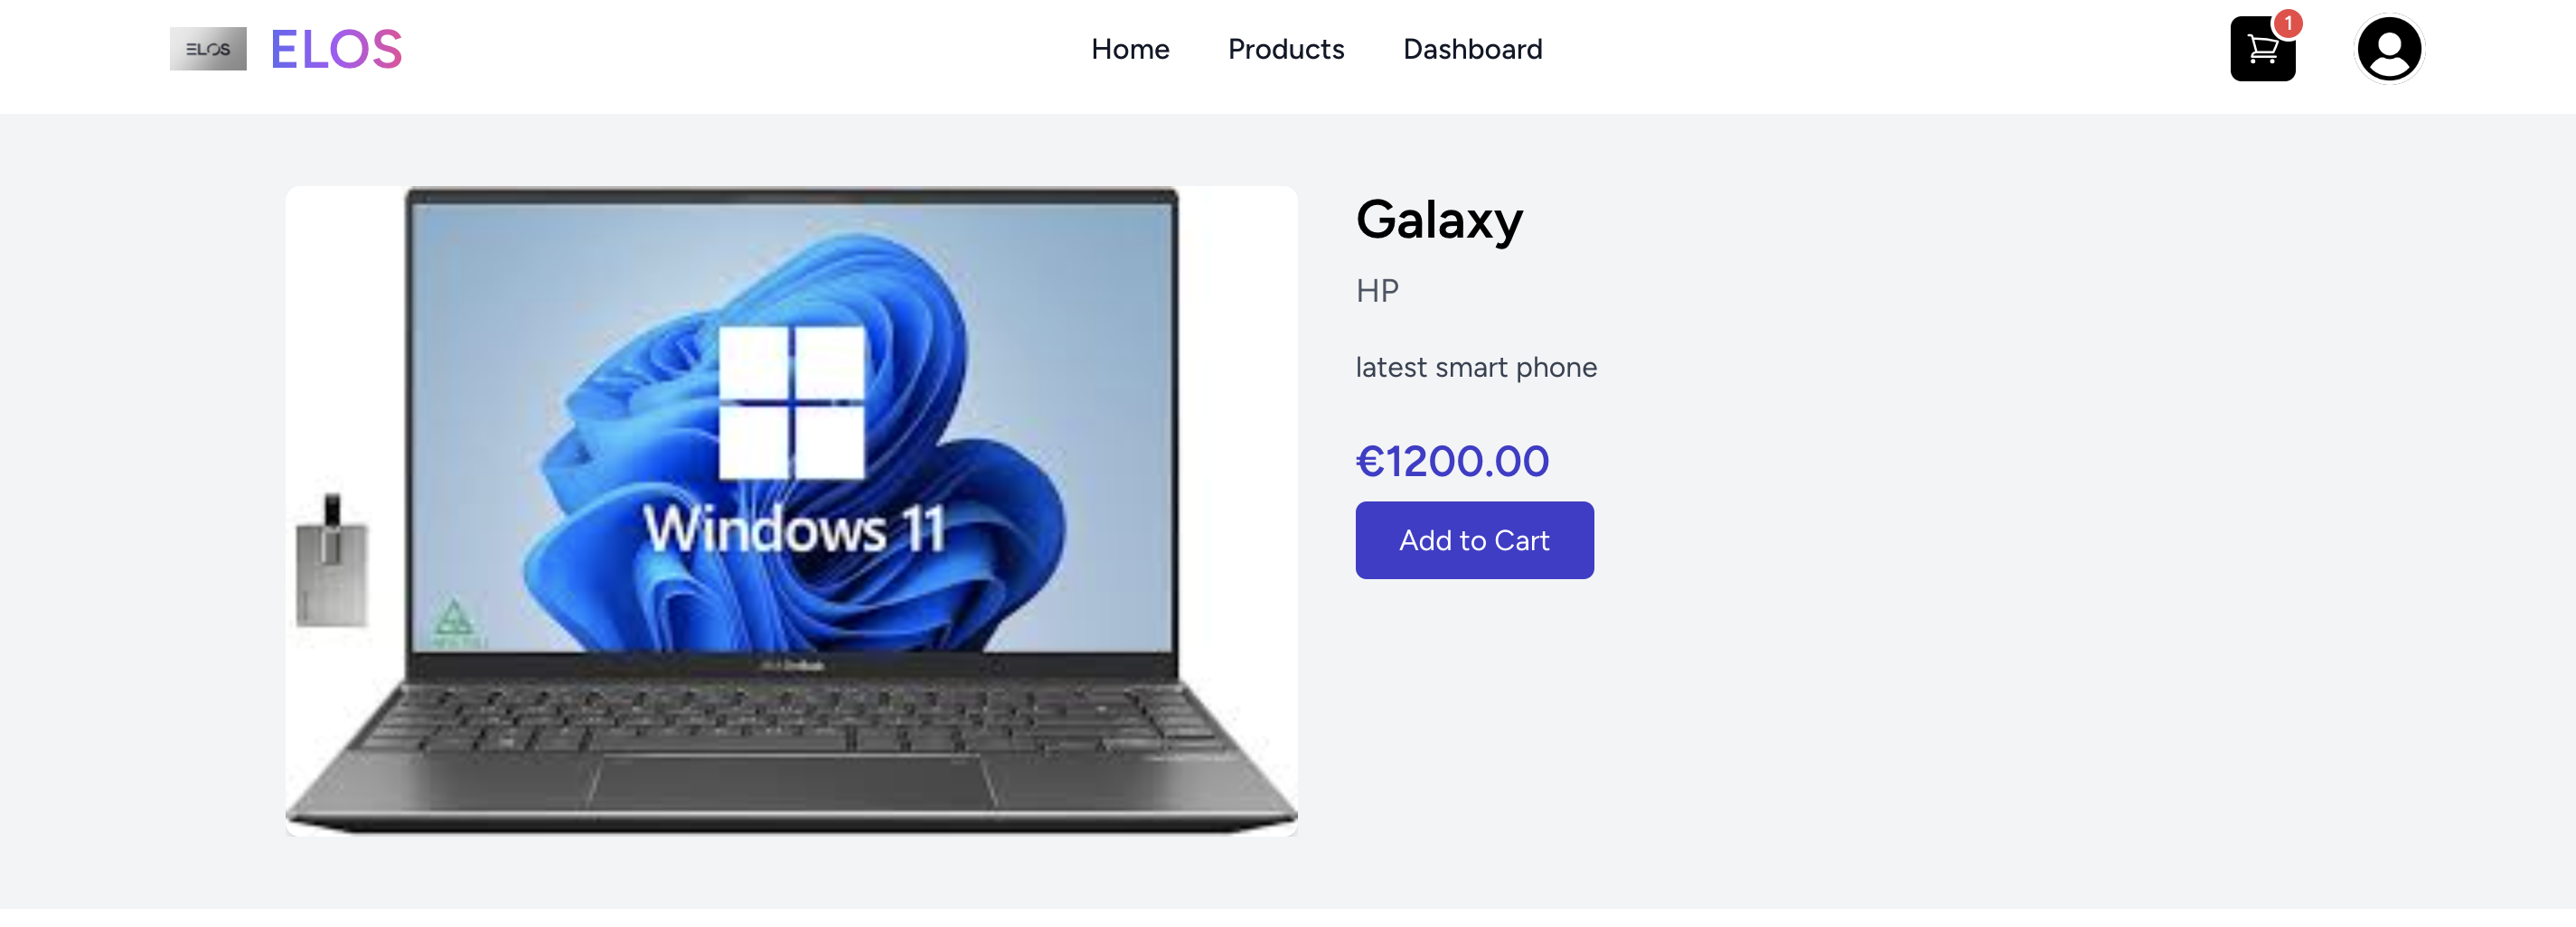 ELOS
ELOS
Home
Products
Dashboard
1
Galaxy
HP
latest smart phone
€1200.00
Add to Cart
Windows 11